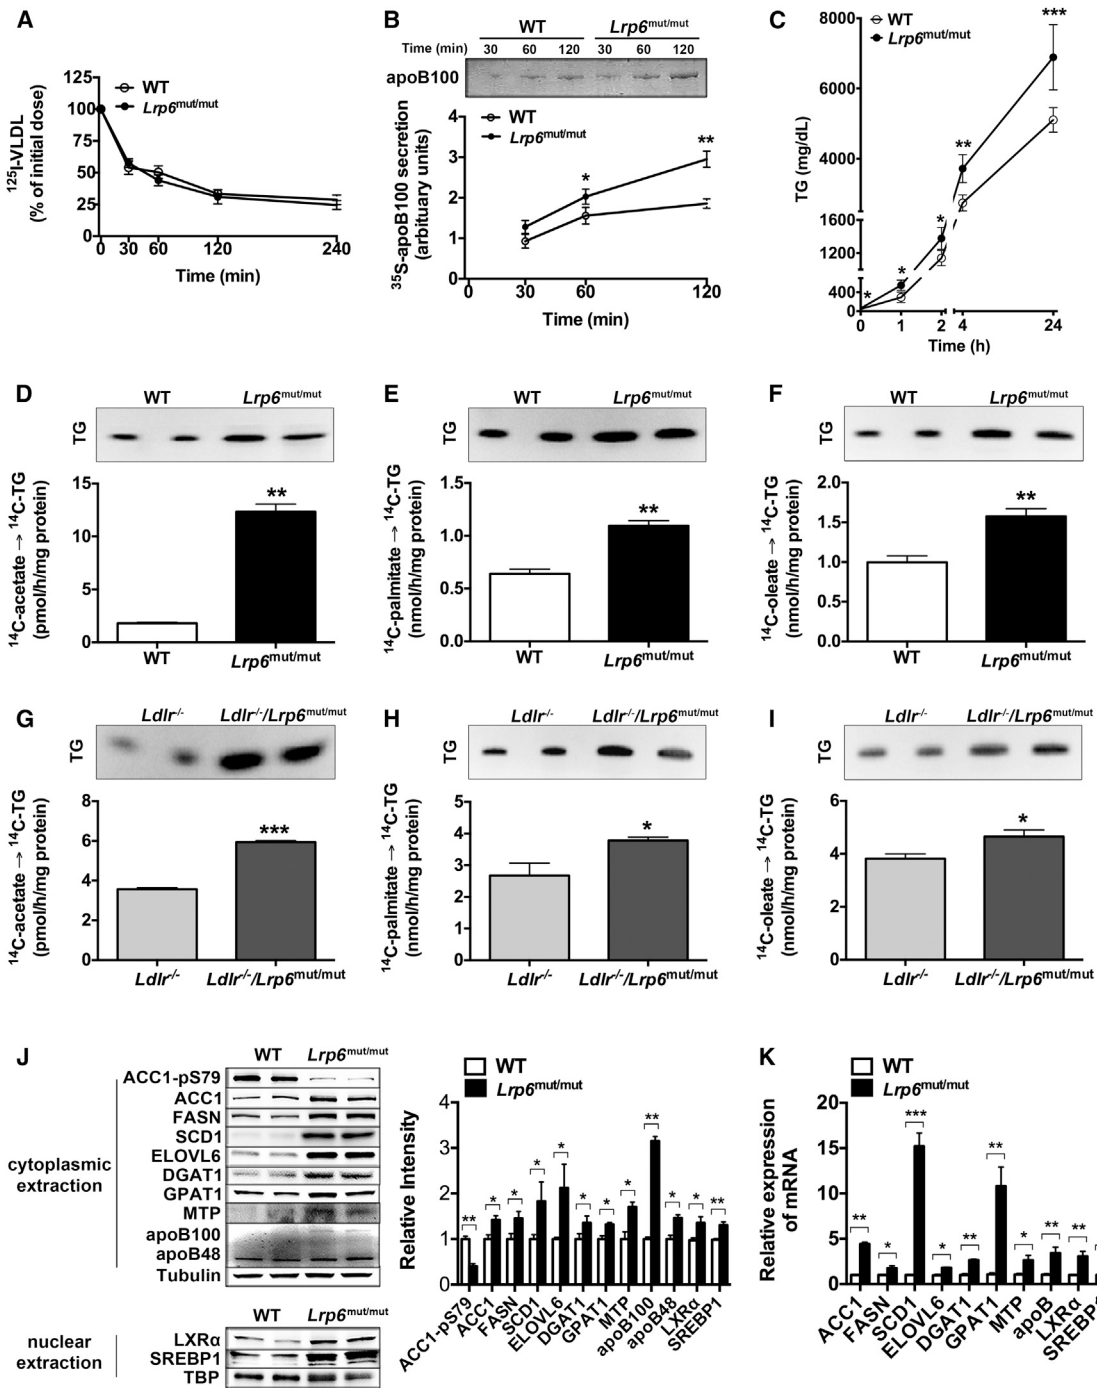 A
125I-VLDL
(% of initial dose)
WT
Lrp6mut/mut
125
100
75
50
25
0
0 30 60 120 240
Time (min)
B
WT Lrp6mut/mut
Time (min) 30 60 120 30 60 120
apoB100
35S-apoB100 secretion
(arbituary units)
WT
Lrp6mut/mut
4
3
2
1
0
*
**
0 30 60 120
Time (min)
C
TG (mg/dL)
WT
Lrp6mut/mut
8000
6000
4000
1600
1200
400
0
*
*
*
**
***
0 1 2 4 24
Time (h)
D
WT Lrp6mut/mut
TG
14C-acetate → 14C-TG
(pmol/h/mg protein)
15
10
5
0
**
WT Lrp6mut/mut
E
WT Lrp6mut/mut
TG
14C-palmitate → 14C-TG
(nmol/h/mg protein)
1.5
1.0
0.5
0.0
**
WT Lrp6mut/mut
F
WT Lrp6mut/mut
TG
14C-oleate → 14C-TG
(nmol/h/mg protein)
2.0
1.5
1.0
0.5
0.0
**
WT Lrp6mut/mut
G
Ldlr-/- Ldlr-/-/Lrp6mut/mut
TG
14C-acetate → 14C-TG
(pmol/h/mg protein)
8
6
4
2
0
***
Ldlr-/- Ldlr-/-/Lrp6mut/mut
H
Ldlr-/- Ldlr-/-/Lrp6mut/mut
TG
14C-palmitate → 14C-TG
(nmol/h/mg protein)
5
4
3
2
1
0
*
Ldlr-/- Ldlr-/-/Lrp6mut/mut
I
Ldlr-/- Ldlr-/-/Lrp6mut/mut
TG
14C-oleate → 14C-TG
(nmol/h/mg protein)
6
4
2
0
*
Ldlr-/- Ldlr-/-/Lrp6mut/mut
J
WT Lrp6mut/mut
cytoplasmic
extraction
ACC1-pS79
ACC1
FASN
SCD1
ELOVL6
DGAT1
GPAT1
MTP
apoB100
apoB48
Tubulin
WT Lrp6mut/mut
nuclear
extraction
LXRα
SREBP1
TBP
WT
Lrp6mut/mut
Relative Intensity
4
3
2
1
0
** * * * * * * * ** * * **
ACC1-pS79
ACC1
FASN
SCD1
ELOVL6
DGAT1
GPAT1
MTP
apoB100
apoB48
LXRα
SREBP1
K
WT
Lrp6mut/mut
Relative expression
of mRNA
20
15
10
5
0
** * *** * ** ** * ** **
ACC1
FASN
SCD1
ELOVL6
DGAT1
GPAT1
MTP
apoB
LXRα